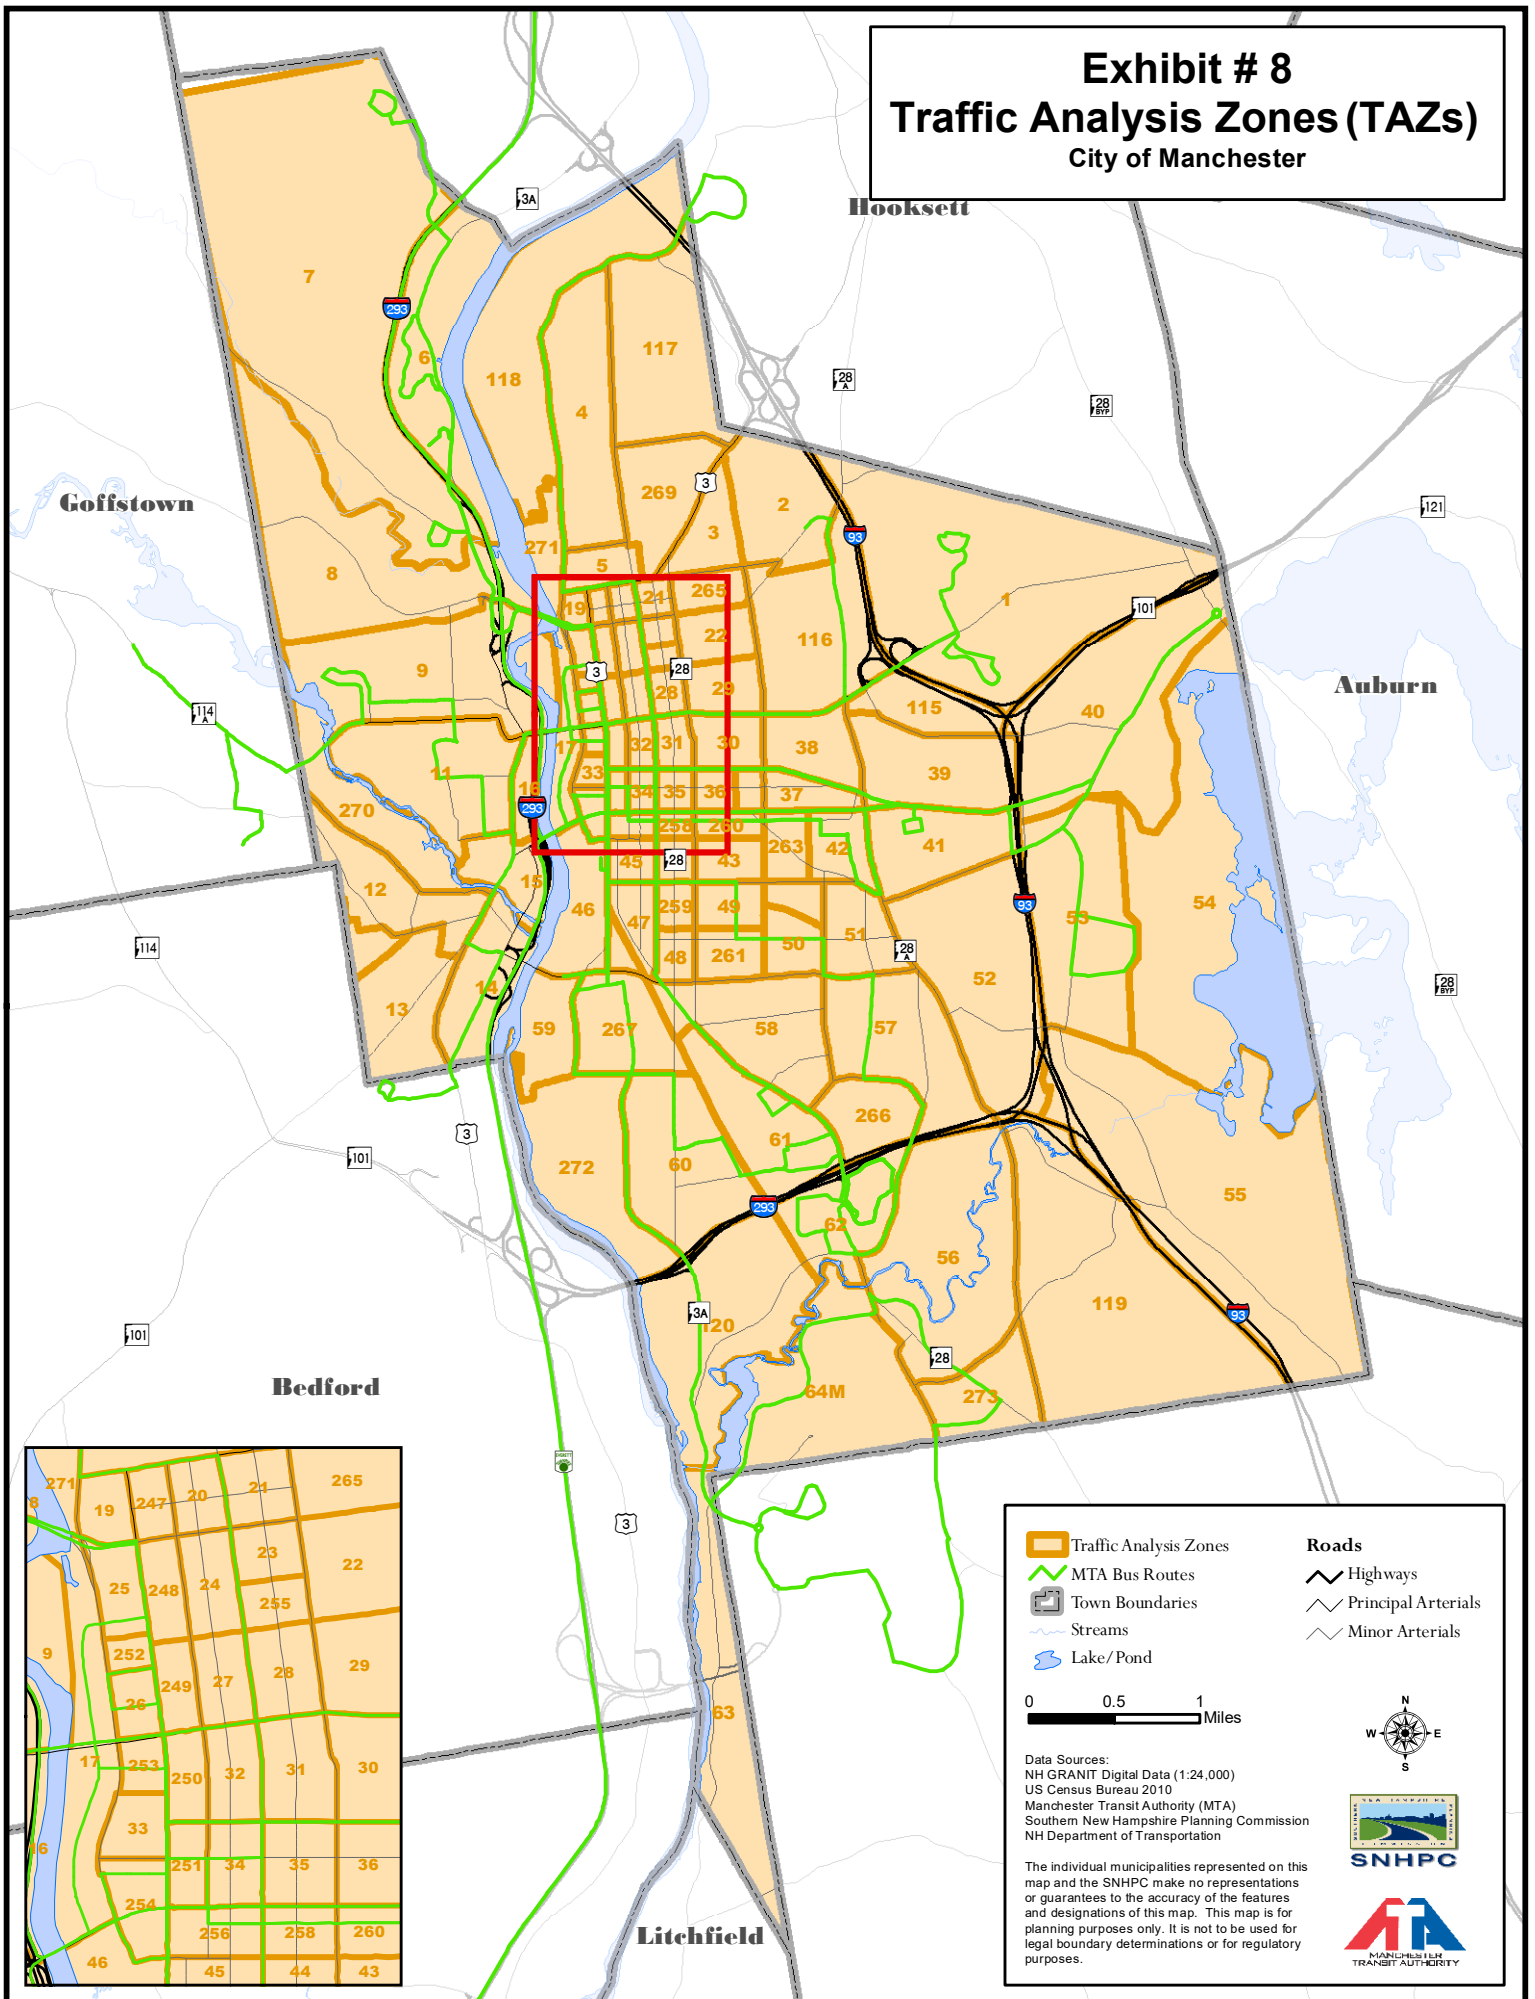 Exhibit # 8
Traffic Analysis Zones (TAZs)
City of Manchester
Hooksett
3A
7
293
6
118
117
4
28 A
28 BYP
Goffstown
269
3
2
3
121
93
271
5
8
1
101
19
21
265
116
22
9
3
28
28
29
Auburn
114 A
115
40
17
32
31
30
38
11
39
33
16
293
34
35
36
37
270
258
260
263
42
41
45
28
43
12
15
46
259
49
93
53
54
47
50
51
114
28 A
48
261
52
28 BYP
14
13
59
267
58
57
266
3
61
101
272
60
55
293
62
56
119
93
3A
120
101
28
Bedford
64M
273
3
63
Litchfield
271
8
19
247
20
21
265
23
22
25
248
24
255
9
252
249
27
28
29
26
17
253
250
32
31
30
33
16
251
34
35
36
254
256
258
260
46
45
44
43
Traffic Analysis Zones
MTA Bus Routes
Town Boundaries
Streams
Lake/Pond
Roads
Highways
Principal Arterials
Minor Arterials
0 0.5 1
Miles
N
W E
S
Data Sources:
NH GRANIT Digital Data (1:24,000)
US Census Bureau 2010
Manchester Transit Authority (MTA)
Southern New Hampshire Planning Commission
NH Department of Transportation
The individual municipalities represented on this
map and the SNHPC make no representations
or guarantees to the accuracy of the features
and designations of this map. This map is for
planning purposes only. It is not to be used for
legal boundary determinations or for regulatory
purposes.
SNHPC
MTA
MANCHESTER
TRANSIT AUTHORITY